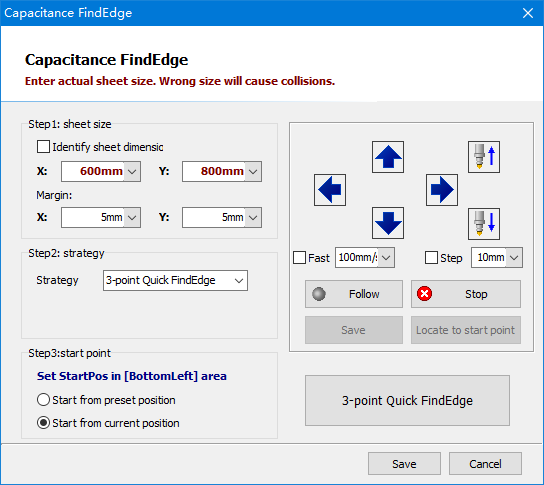 Capacitance FindEdge
Capacitance FindEdge
Enter actual sheet size. Wrong size will cause collisions.
Step1: sheet size
Identify sheet dimensic
X: 600mm Y: 800mm
Margin:
X: 5mm Y: 5mm
Step2: strategy
Strategy 3-point Quick FindEdge
Step3:start point
Set StartPos in [BottomLeft] area
Start from preset position
Start from current position
Fast 100mm/s Step 10mm
Follow Stop
Save Locate to start point
3-point Quick FindEdge
Save Cancel